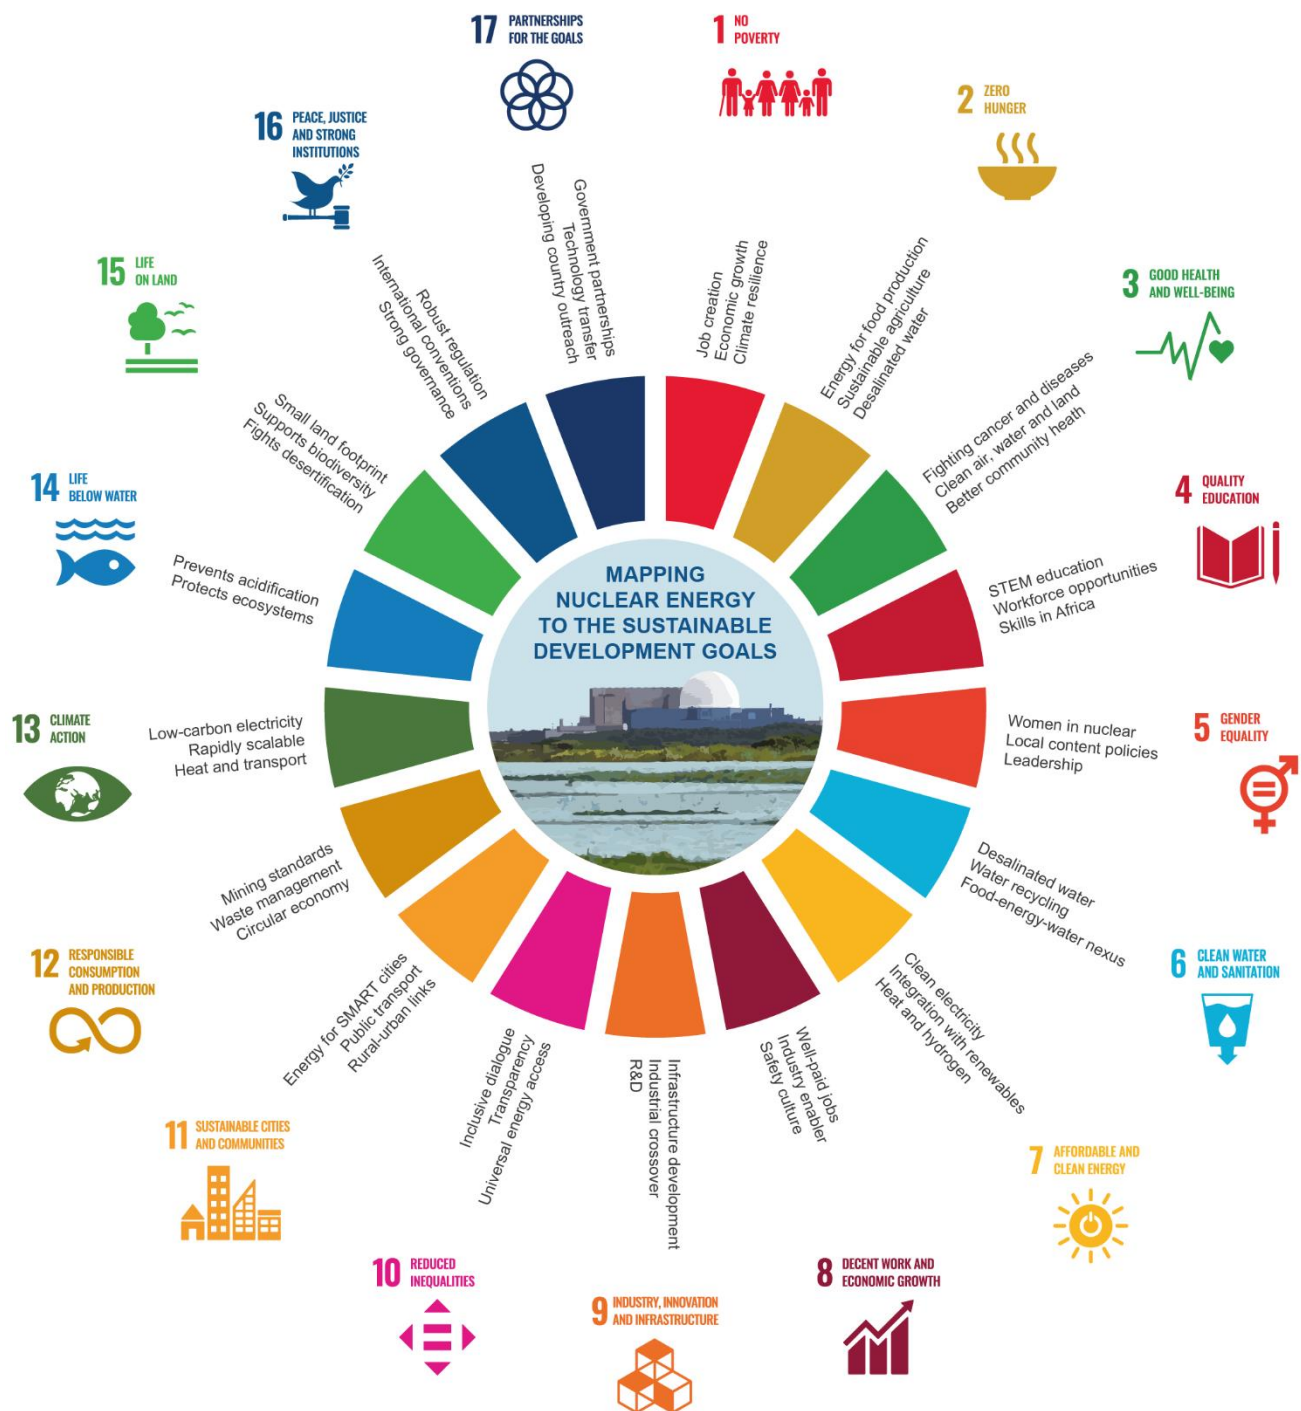 MAPPING
NUCLEAR ENERGY
TO THE SUSTAINABLE
DEVELOPMENT GOALS
1 NO
POVERTY
Job creation
Economic growth
Climate resilience
2 ZERO
HUNGER
Energy for food production
Sustainable agriculture
Desalinated water
3 GOOD HEALTH
AND WELL-BEING
Fighting cancer and diseases
Clean air, water and land
Better community heath
4 QUALITY
EDUCATION
STEM education
Workforce opportunities
Skills in Africa
5 GENDER
EQUALITY
Women in nuclear
Local content policies
Leadership
6 CLEAN WATER
AND SANITATION
Desalinated water
Water recycling
Food-energy-water nexus
7 AFFORDABLE AND
CLEAN ENERGY
Clean electricity
Integration with renewables
Heat and hydrogen
8 DECENT WORK AND
ECONOMIC GROWTH
Well-paid jobs
Industry enabler
Safety culture
9 INDUSTRY, INNOVATION
AND INFRASTRUCTURE
Infrastructure development
Industrial crossover
R&D
10 REDUCED
INEQUALITIES
Inclusive dialogue
Transparency
Universal energy access
11 SUSTAINABLE CITIES
AND COMMUNITIES
Energy for SMART cities
Public transport
Rural-urban links
12 RESPONSIBLE
CONSUMPTION
AND PRODUCTION
Mining standards
Waste management
Circular economy
13 CLIMATE
ACTION
Low-carbon electricity
Rapidly scalable
Heat and transport
14 LIFE
BELOW WATER
Prevents acidification
Protects ecosystems
15 LIFE
ON LAND
Small land footprint
Supports biodiversity
Fights desertification
16 PEACE, JUSTICE
AND STRONG
INSTITUTIONS
Robust regulation
International conventions
Strong governance
17 PARTNERSHIPS
FOR THE GOALS
Government partnerships
Technology transfer
Developing country outreach